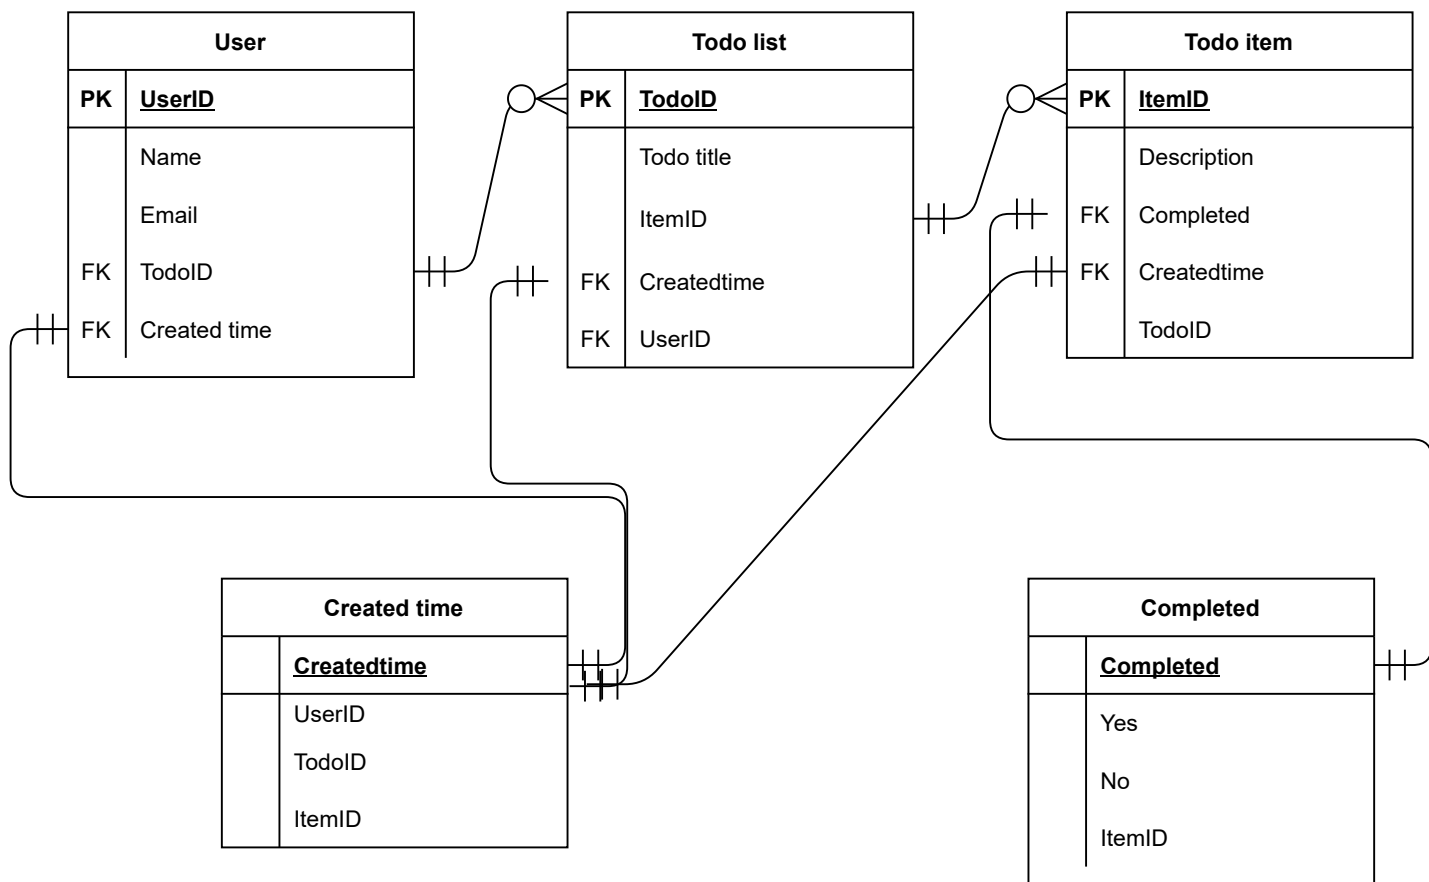 User
PK UserID
Name
Email
FK TodoID
FK Created time
Todo list
PK TodoID
Todo title
ItemID
FK Createdtime
FK UserID
Todo item
PK ItemID
Description
FK Completed
FK Createdtime
TodoID
Created time
Createdtime
UserID
TodoID
ItemID
Completed
Completed
Yes
No
ItemID